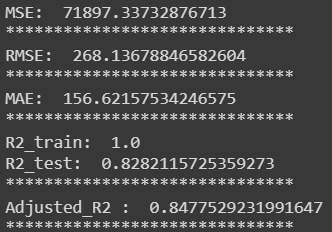 MSE:  71897.33732876713
******************************
RMSE:  268.13678846582604
******************************
MAE:  156.62157534246575
******************************
R2_train:  1.0
R2_test:  0.8282115725359273
******************************
Adjusted_R2 :  0.8477529231991647
******************************